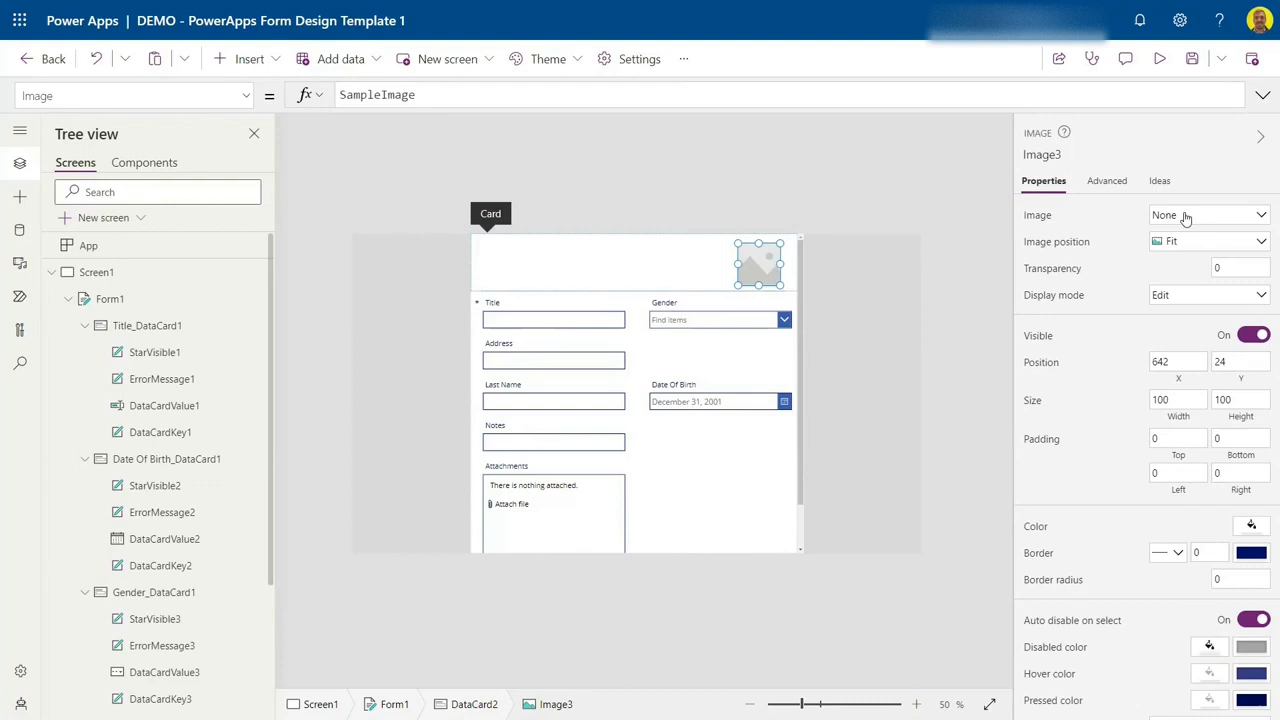 Power Apps | DEMO - PowerApps Form Design Template 1
Back Insert Add data New screen Theme Settings ...
Image = fx SampleImage
Tree view
Screens Components
Search
New screen
App
Screen1
Form1
Title_DataCard1
StarVisible1
ErrorMessage1
DataCardValue1
DataCardKey1
Date Of Birth_DataCard1
StarVisible2
ErrorMessage2
DataCardValue2
DataCardKey2
Gender_DataCard1
StarVisible3
ErrorMessage3
DataCardValue3
DataCardKey3
Card
* Title Gender
Find items
Address
Last Name Date Of Birth
December 31, 2001
Notes
Attachments
There is nothing attached.
Attach file
Screen1 Form1 DataCard2 Image3 50 %
IMAGE
Image3
Properties Advanced Ideas
Image None
Image position Fit
Transparency 0
Display mode Edit
Visible On
Position 642 24
X Y
Size 100 100
Width Height
Padding 0 0
Top Bottom
0 0
Left Right
Color
Border 0
Border radius 0
Auto disable on select On
Disabled color
Hover color
Pressed color